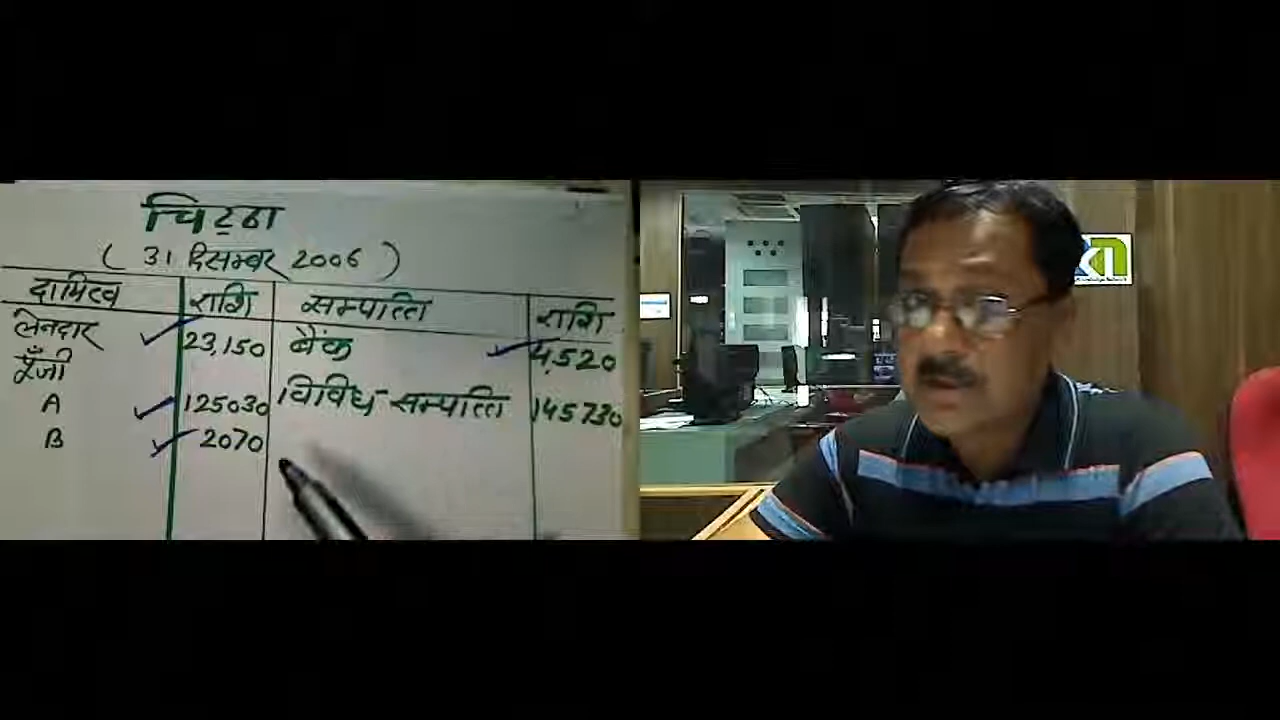 चिट्ठा
( 31 दिसम्बर 2006 )
दायित्व राशि सम्पत्ति राशि
लेनदार 23,150 बैंक 4,520
पूँजी
A 125030 विविध सम्पत्ति 145730
B 2070